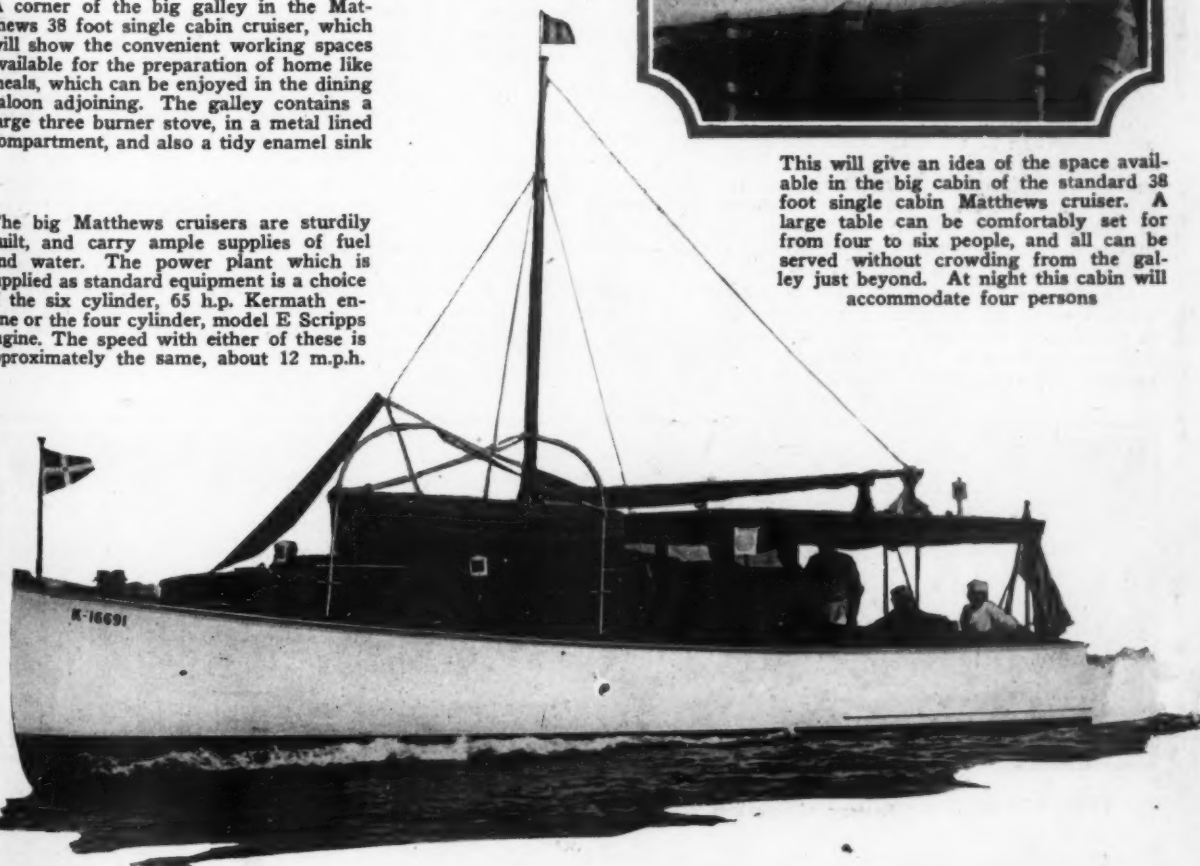 corner of the big galley in the Mat-
hews 38 foot single cabin cruiser, which
will show the convenient working spaces
available for the preparation of home like
meals, which can be enjoyed in the dining
saloon adjoining. The galley contains a
large three burner stove, in a metal lined
compartment, and also a tidy enamel sink
The big Matthews cruisers are sturdily
built, and carry ample supplies of fuel
and water. The power plant which is
supplied as standard equipment is a choice
the six cylinder, 65 h.p. Kermath en-
gine or the four cylinder, model E Scripps
engine. The speed with either of these is
approximately the same, about 12 m.p.h.
This will give an idea of the space avail-
able in the big cabin of the standard 38
foot single cabin Matthews cruiser. A
large table can be comfortably set for
from four to six people, and all can be
served without crowding from the gal-
ley just beyond. At night this cabin will
accommodate four persons
K-16691